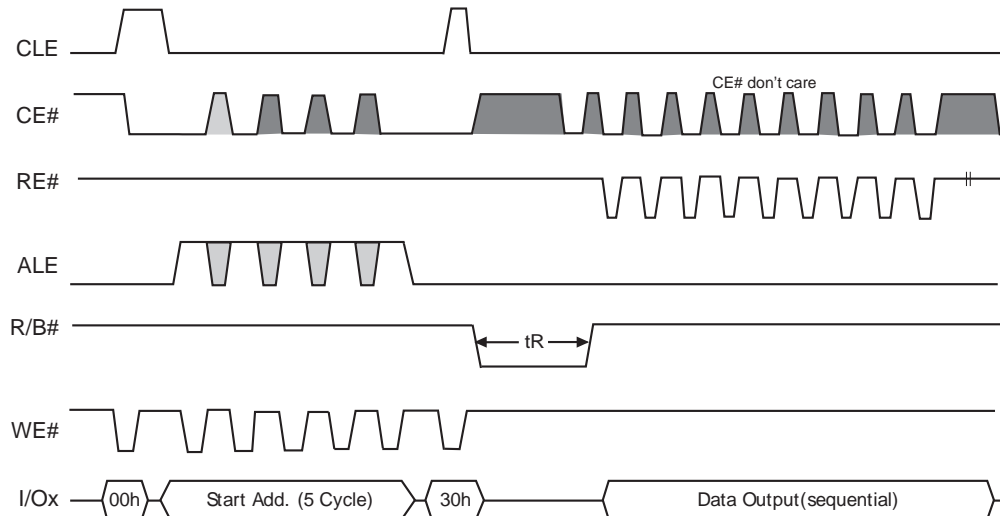 CLE
CE# don't care
CE#
RE#
ALE
R/B#
tR
WE#
I/Ox
00h
Start Add. (5 Cycle)
30h
Data Output(sequential)